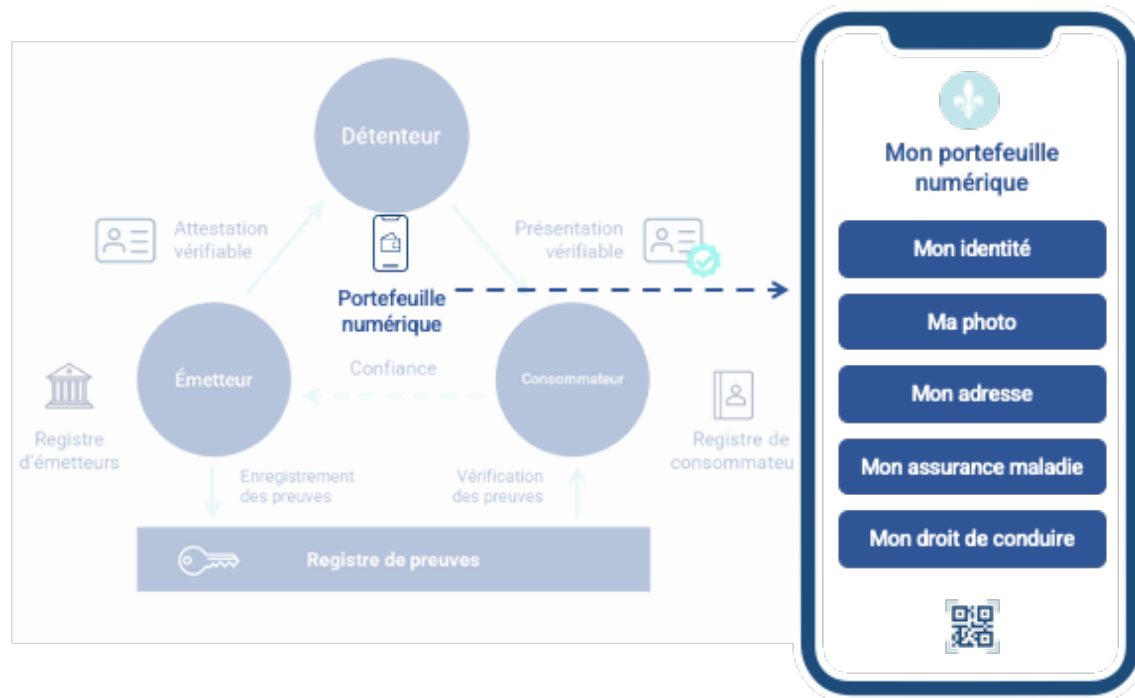 Détenteur
Attestation
vérifiable
Présentation
vérifiable
Portefeuille
numérique
Émetteur
Confiance
Consommateur
Registre
d'émetteurs
Registre de
consommateu
Enregistrement
des preuves
Vérification
des preuves
Registre de preuves
Mon portefeuille
numérique
Mon identité
Ma photo
Mon adresse
Mon assurance maladie
Mon droit de conduire